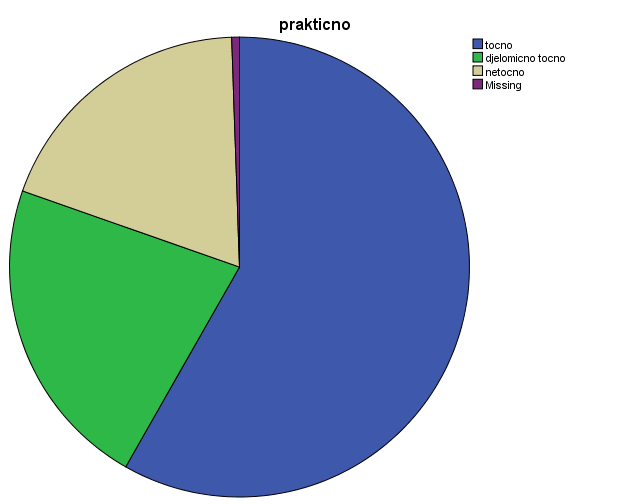 prakticno
tocno
djelomicno tocno
netocno
Missing